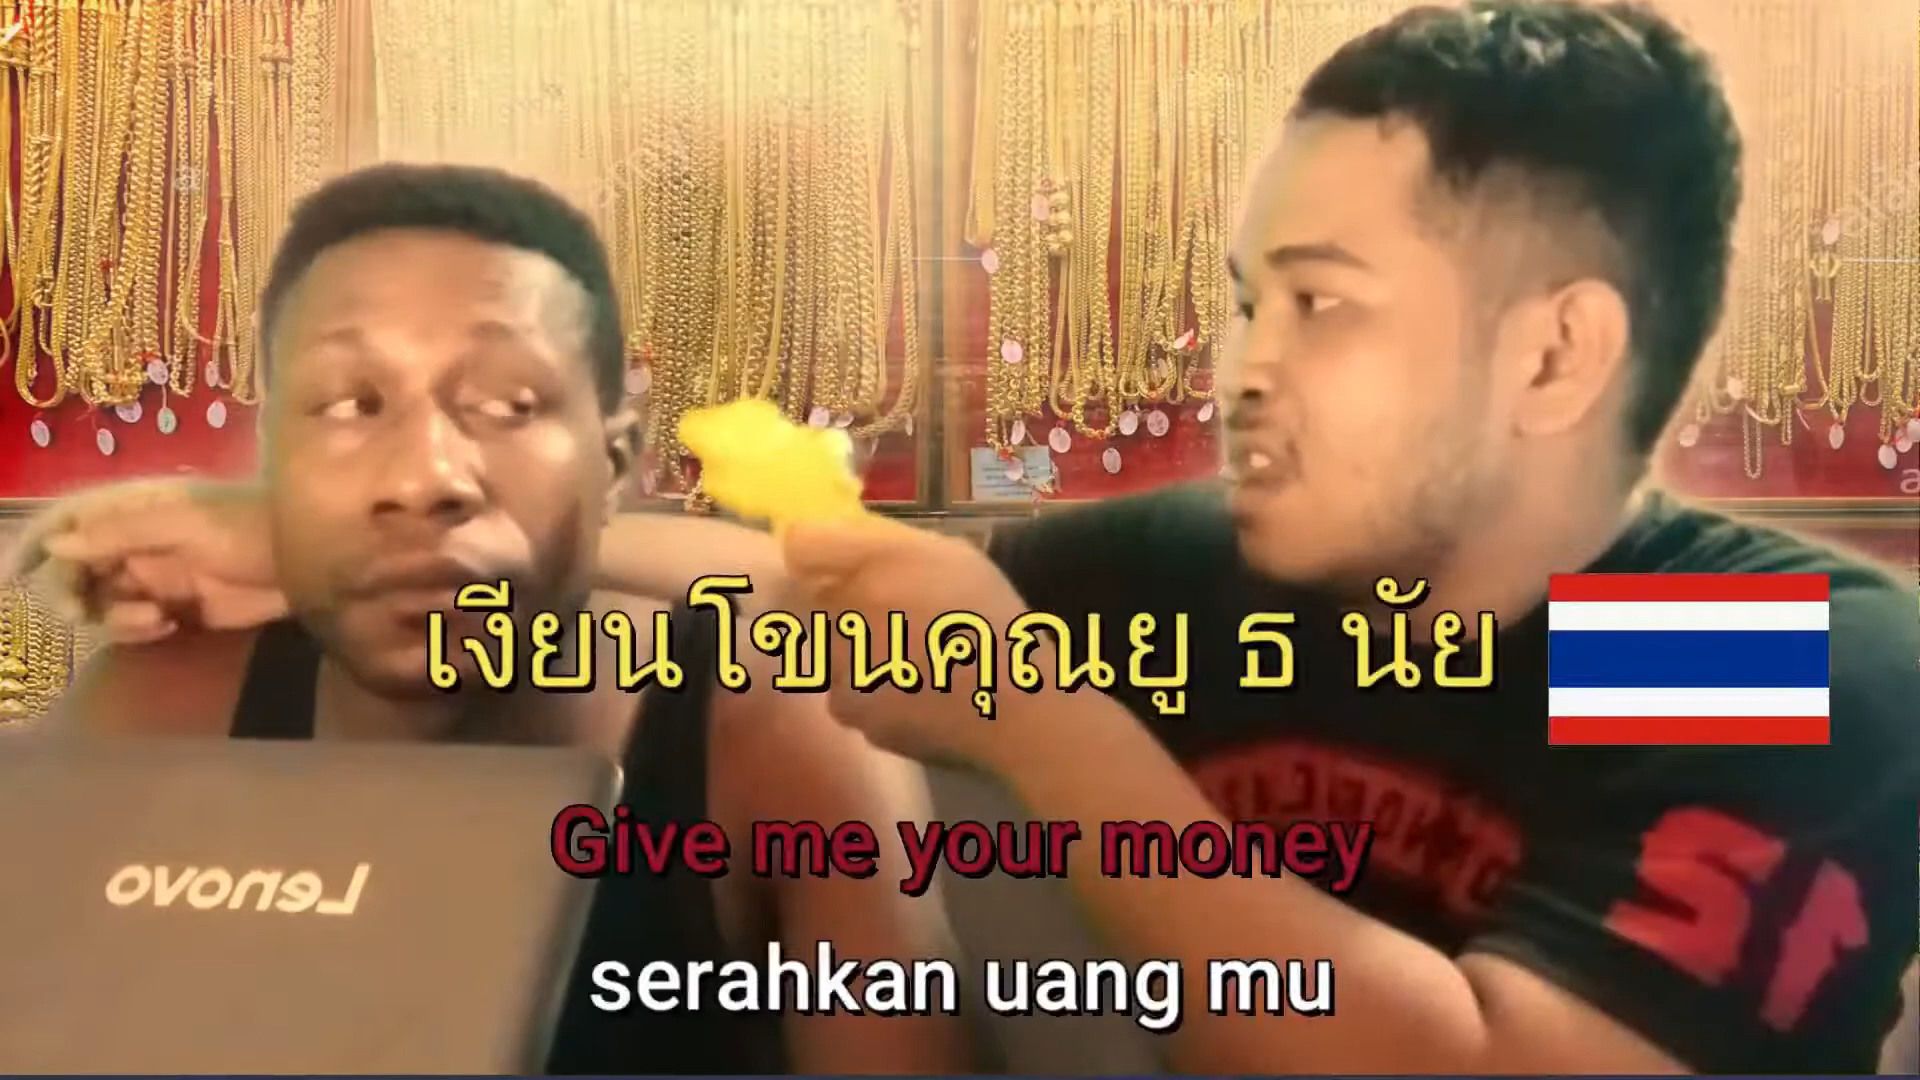 เงียนโขนคุณยู ธ นัย
Give me your money
serahkan uang mu
Lenovo
21